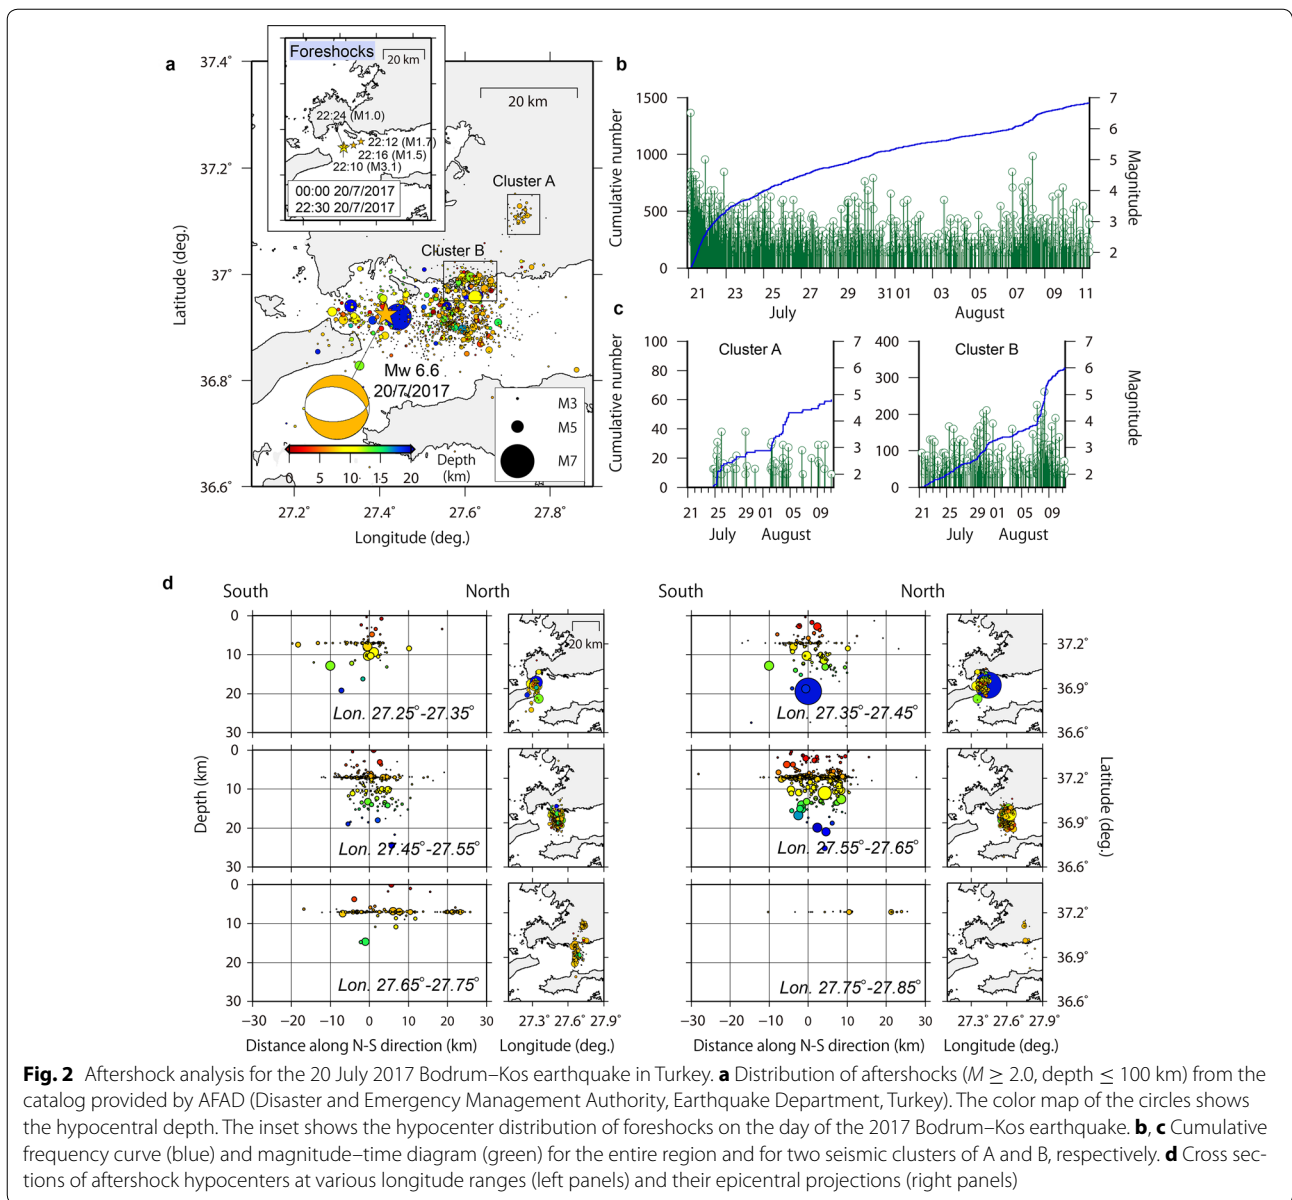 a
Foreshocks
20 km
22:24 (M1.0)
22:12 (M1.7)
22:16 (M1.5)
22:10 (M3.1)
00:00 20/7/2017
22:30 20/7/2017
20 km
Cluster A
Cluster B
Mw 6.6
20/7/2017
M3
M5
M7
0 5 10 15 20
Depth
(km)
37.4°
37.2°
37°
36.8°
36.6°
Latitude (deg.)
27.2° 27.4° 27.6° 27.8°
Longitude (deg.)
b
1500
1000
500
0
Cumulative number
7
6
5
4
3
2
Magnitude
21 23 25 27 29 31 01 03 05 07 09 11
July August
c
Cluster A
100
80
60
40
20
0
Cumulative number
7
6
5
4
3
2
21 25 29 01 05 09
July August
Cluster B
400
300
200
100
0
7
6
5
4
3
2
Magnitude
21 25 29 01 05 09
July August
d
South North
South North
0
10
20
30
Lon. 27.25°-27.35°
20 km
Lon. 27.35°-27.45°
37.2°
36.9°
36.6°
0
10
20
30
Depth (km)
Lon. 27.45°-27.55°
Lon. 27.55°-27.65°
37.2°
36.9°
36.6°
Latitude (deg.)
0
10
20
30
Lon. 27.65°-27.75°
Lon. 27.75°-27.85°
37.2°
36.9°
36.6°
−30 −20 −10 0 10 20 30
27.3° 27.6° 27.9°
−30 −20 −10 0 10 20 30
27.3° 27.6° 27.9°
Distance along N-S direction (km) Longitude (deg.) Distance along N-S direction (km) Longitude (deg.)
Fig. 2 Aftershock analysis for the 20 July 2017 Bodrum–Kos earthquake in Turkey. a Distribution of aftershocks (M ≥ 2.0, depth ≤ 100 km) from the
catalog provided by AFAD (Disaster and Emergency Management Authority, Earthquake Department, Turkey). The color map of the circles shows
the hypocentral depth. The inset shows the hypocenter distribution of foreshocks on the day of the 2017 Bodrum–Kos earthquake. b, c Cumulative
frequency curve (blue) and magnitude–time diagram (green) for the entire region and for two seismic clusters of A and B, respectively. d Cross sec-
tions of aftershock hypocenters at various longitude ranges (left panels) and their epicentral projections (right panels)